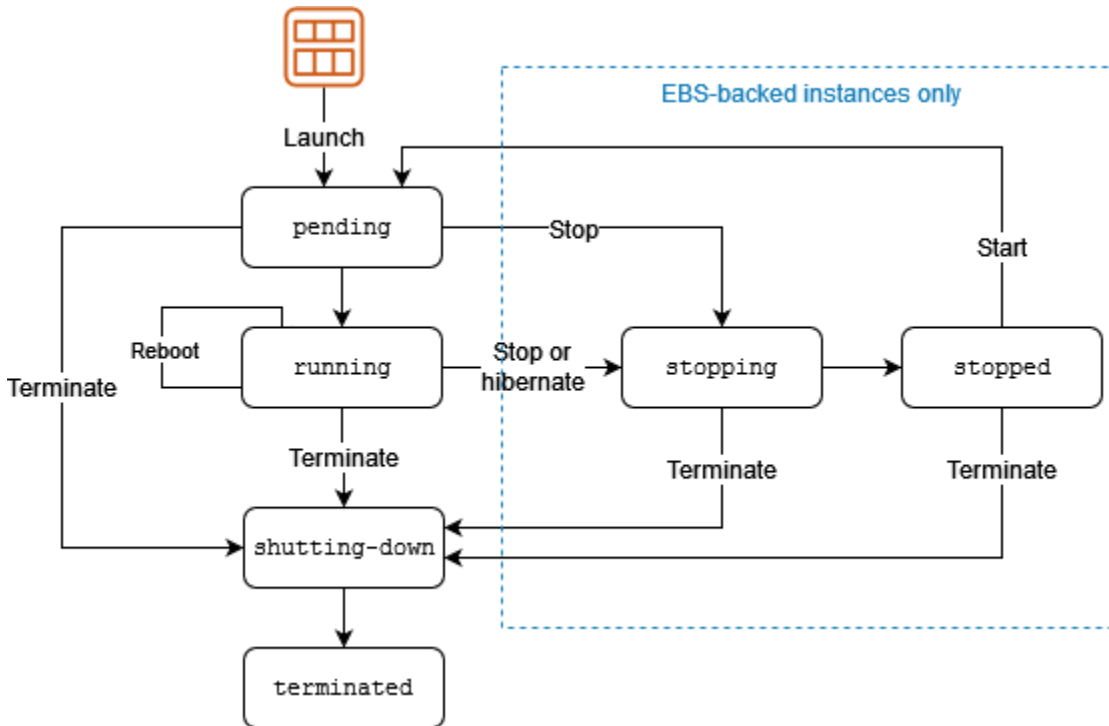 EBS-backed instances only
Launch
pending
Stop
Start
Reboot
running
Stop or
hibernate
stopping
stopped
Terminate
Terminate
Terminate
Terminate
shutting-down
terminated